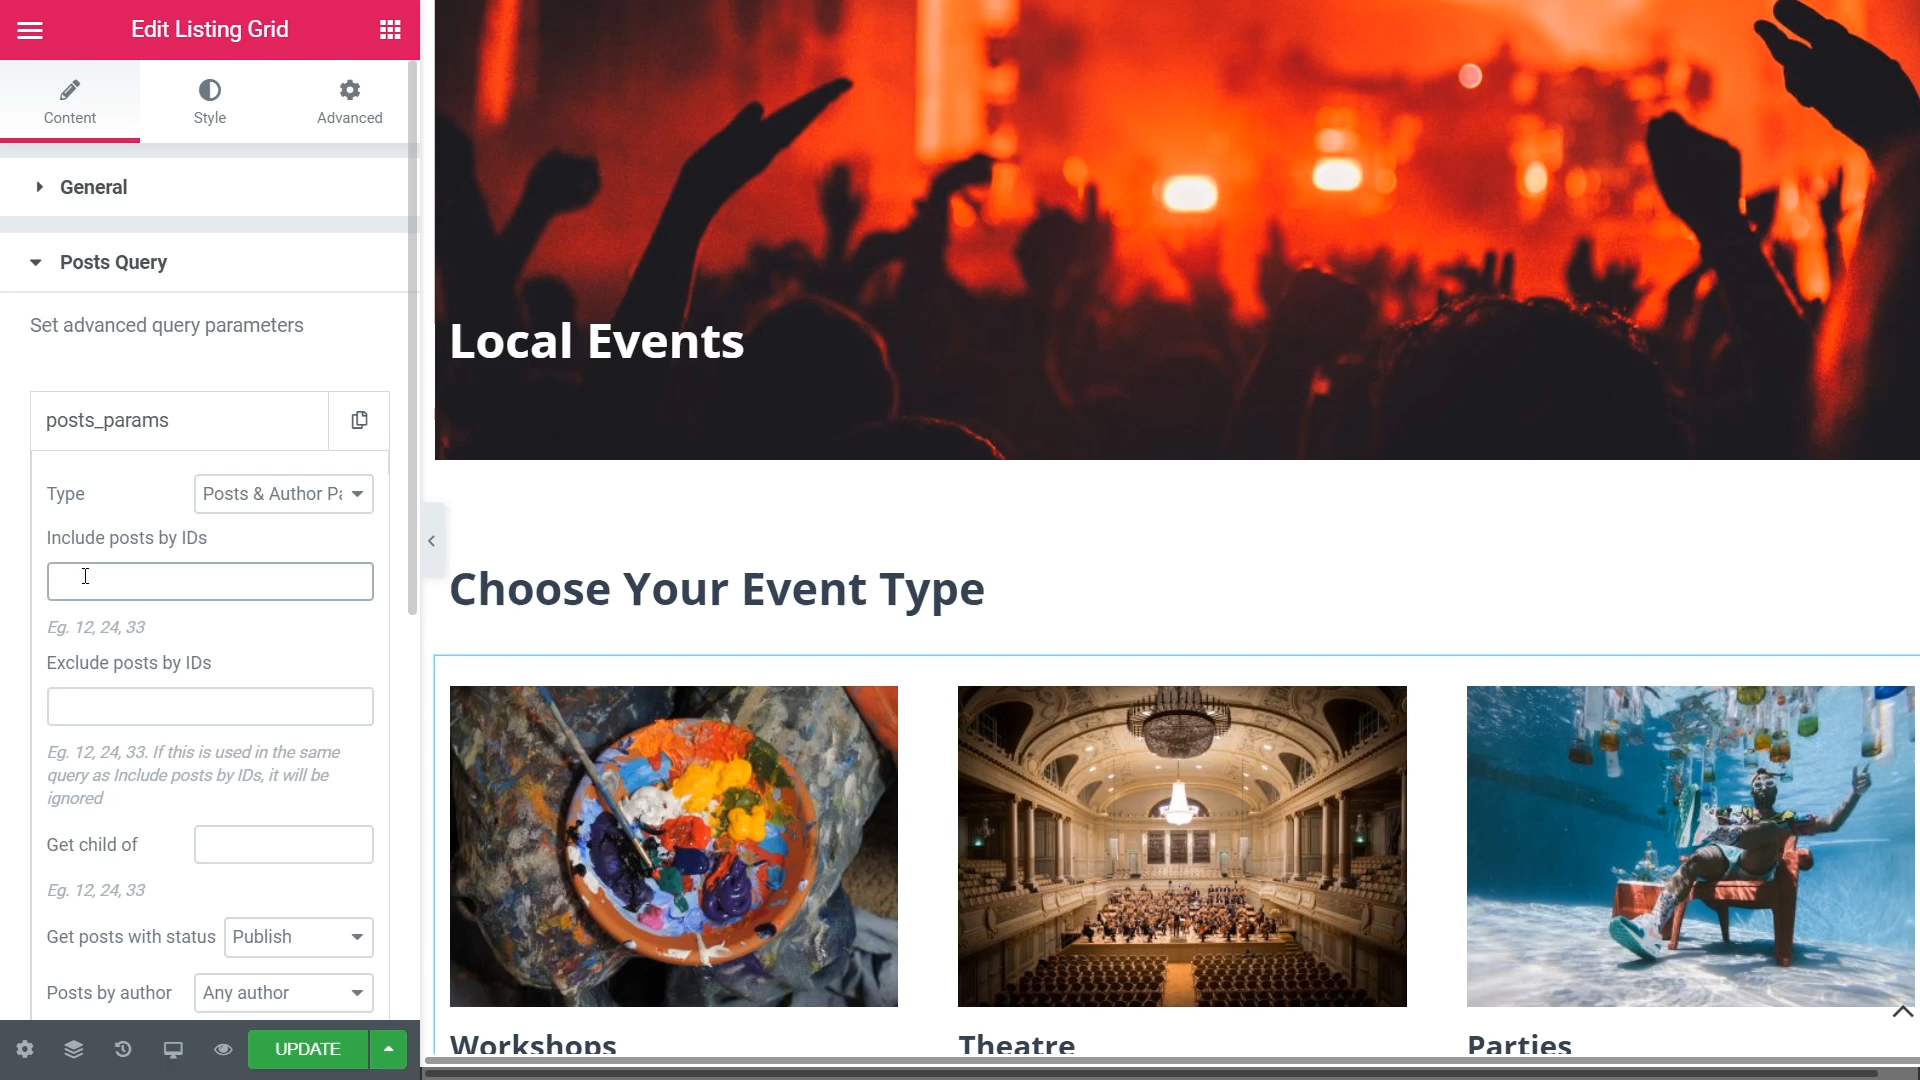 Edit Listing Grid
Content
Style
Advanced
General
Posts Query
Set advanced query parameters
posts_params
Type
Posts & Author Pa
Include posts by IDs
Eg. 12, 24, 33
Exclude posts by IDs
Eg. 12, 24, 33. If this is used in the same
query as Include posts by IDs, it will be
ignored
Get child of
Eg. 12, 24, 33
Get posts with status
Publish
Posts by author
Any author
UPDATE
Local Events
Choose Your Event Type
Workshops
Theatre
Parties